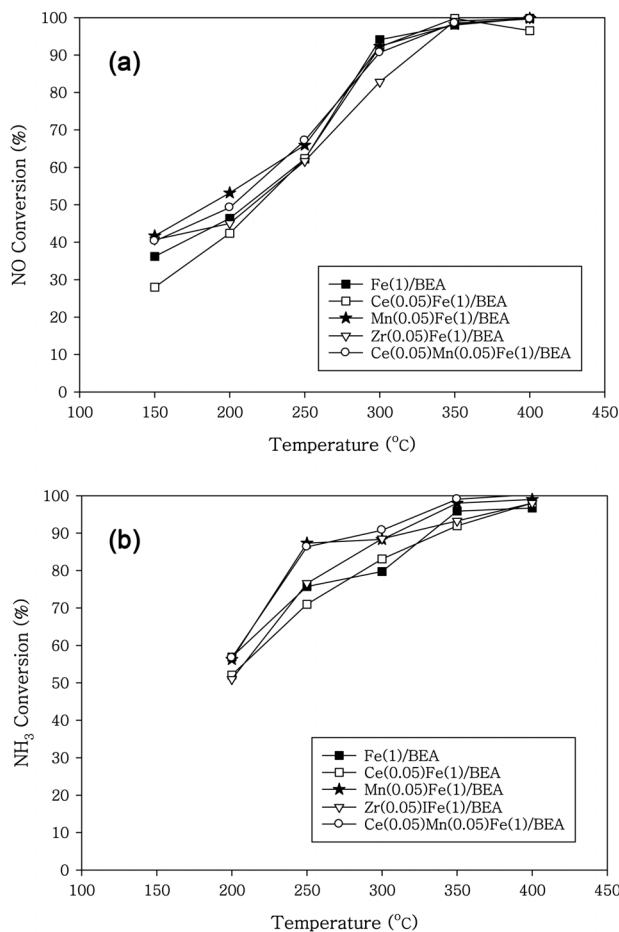 (a)
NO Conversion (%)
100
90
80
70
60
50
40
30
20
10
0
Fe(1)/BEA
Ce(0.05)Fe(1)/BEA
Mn(0.05)Fe(1)/BEA
Zr(0.05)Fe(1)/BEA
Ce(0.05)Mn(0.05)Fe(1)/BEA
100 150 200 250 300 350 400 450
Temperature (°C)
(b)
NH3 Conversion (%)
100
90
80
70
60
50
40
30
20
10
0
Fe(1)/BEA
Ce(0.05)Fe(1)/BEA
Mn(0.05)Fe(1)/BEA
Zr(0.05)IFe(1)/BEA
Ce(0.05)Mn(0.05)Fe(1)/BEA
100 150 200 250 300 350 400 450
Temperature (°C)